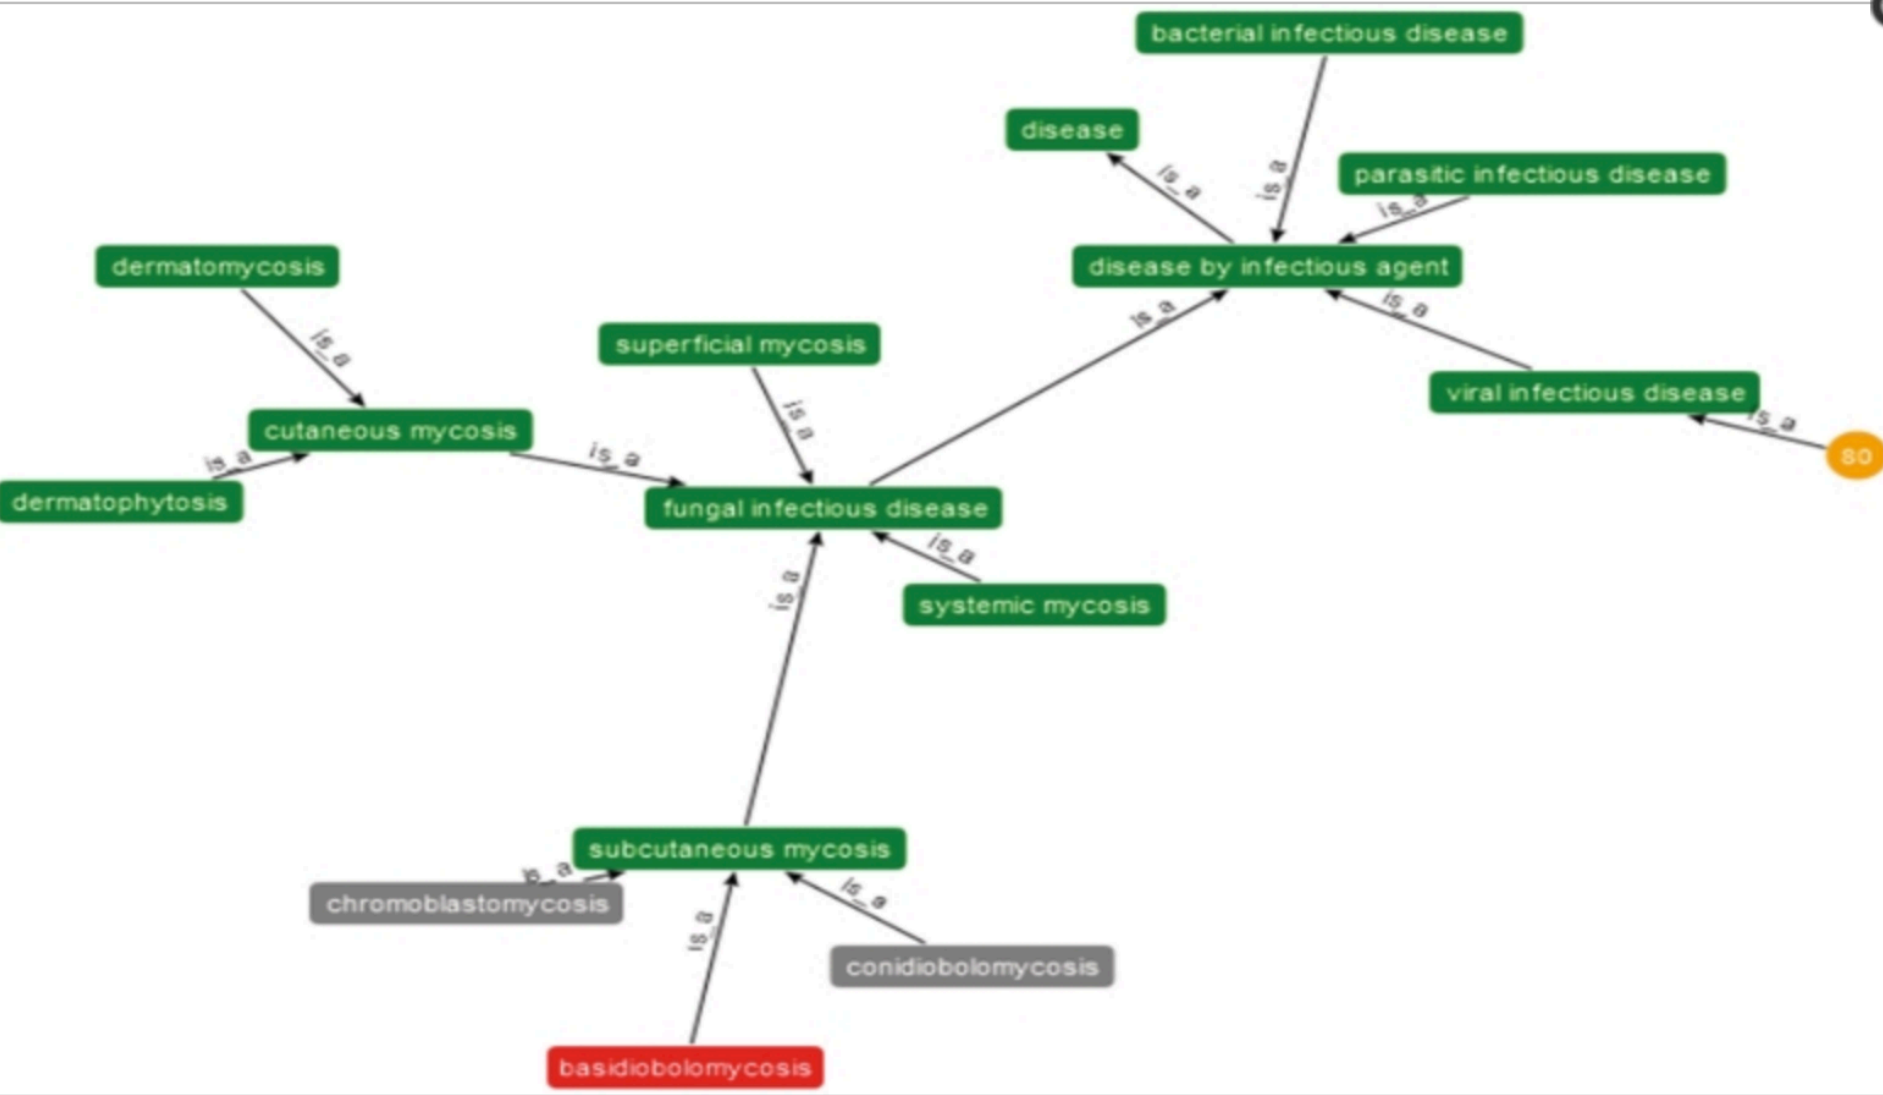 bacterial infectious disease
disease
is_a
is_a
parasitic infectious disease
is_a
dermatomycosis
disease by infectious agent
is_a
is_a
is_a
superficial mycosis
viral infectious disease
is_a
is_a
cutaneous mycosis
is_a
is_a
dermatophytosis
fungal infectious disease
is_a
is_a
systemic mycosis
subcutaneous mycosis
is_a
chromoblastomycosis
is_a
is_a
conidiobolomycosis
basidiobolomycosis